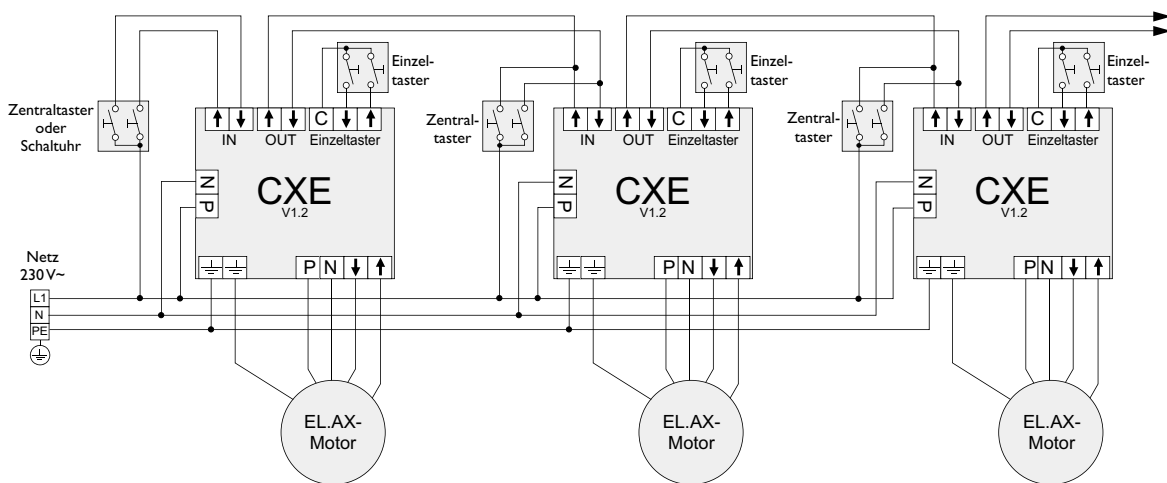 Zentraltaster
oder
Schaltuhr
Einzel-
taster
IN
OUT
C
Einzeltaster
N
P
CXE
V1.2
P N
EL.AX-
Motor
Netz
230 V~
L1
N
PE
Zentral-
taster
Einzel-
taster
IN
OUT
C
Einzeltaster
N
P
CXE
V1.2
P N
EL.AX-
Motor
Zentral-
taster
Einzel-
taster
IN
OUT
C
Einzeltaster
N
P
CXE
V1.2
P N
EL.AX-
Motor